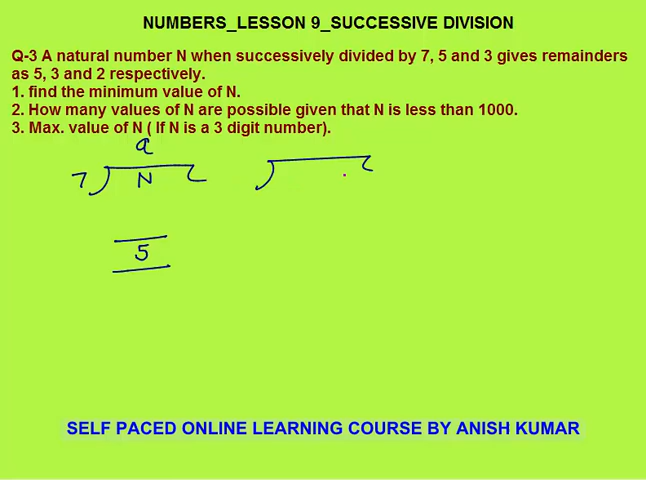 NUMBERS_LESSON 9_SUCCESSIVE DIVISION
Q-3 A natural number N when successively divided by 7, 5 and 3 gives remainders
as 5, 3 and 2 respectively.
1. find the minimum value of N.
2. How many values of N are possible given that N is less than 1000.
3. Max. value of N ( If N is a 3 digit number).
a
7 N
5
SELF PACED ONLINE LEARNING COURSE BY ANISH KUMAR